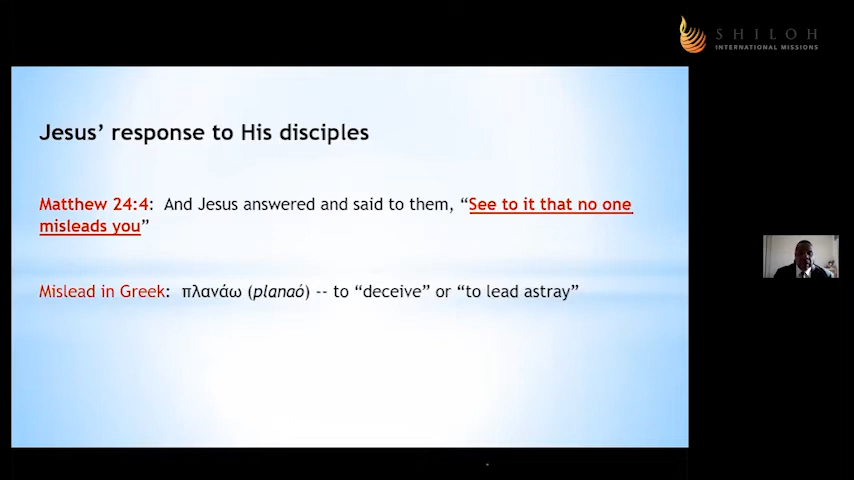 SHILOH
INTERNATIONAL MISSIONS
Jesus’ response to His disciples
Matthew 24:4: And Jesus answered and said to them, “See to it that no one
misleads you”
Mislead in Greek: πλανάω (planaó) -- to “deceive” or “to lead astray”